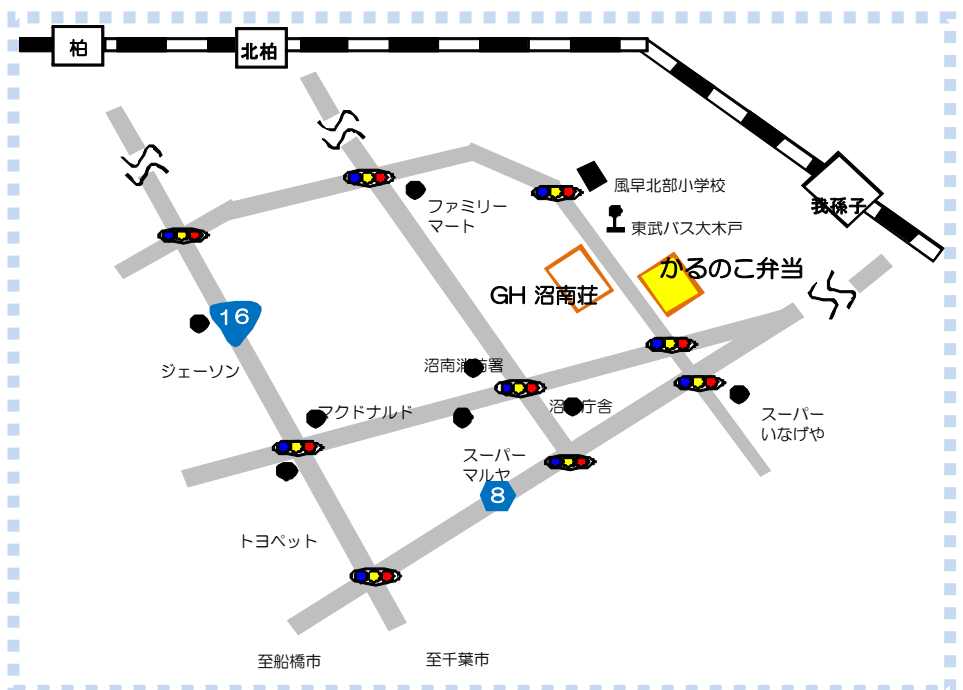 柏
北柏
風早北部小学校
我孫子
ファミリー
マート
東武バス大木戸
かるのこ弁当
GH 沼南荘
16
ジェーソン
沼南消防署
マクドナルド
沼南庁舎
スーパー
いなげや
スーパー
マルヤ
8
トヨペット
至船橋市
至千葉市